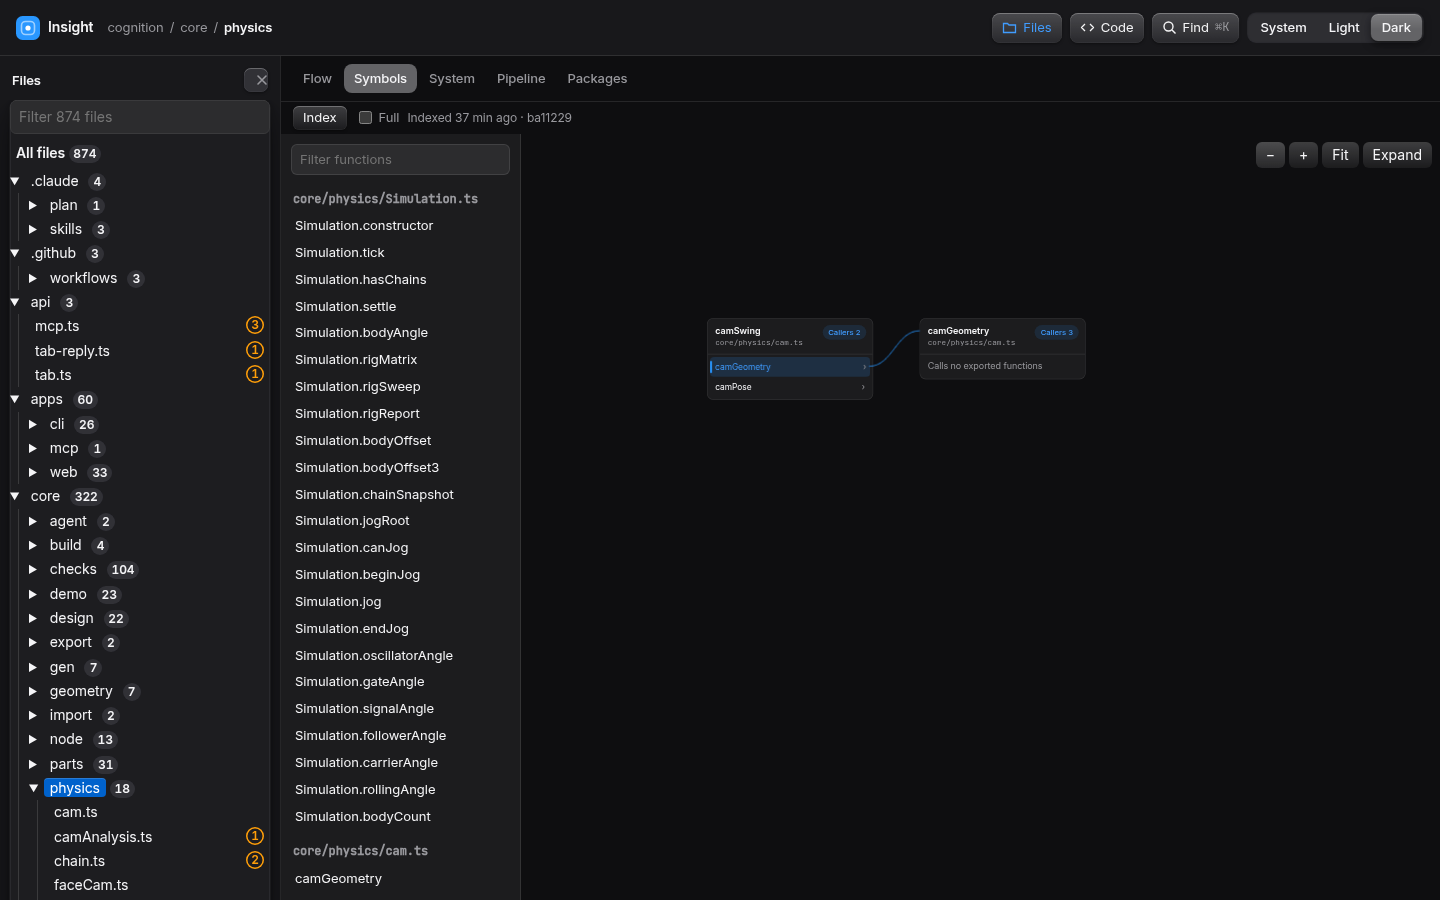 Insight cognition / core / physics
Files Code Find ⌘K System Light Dark
Files
Filter 874 files
All files 874
.claude 4
plan 1
skills 3
.github 3
workflows 3
api 3
mcp.ts 3
tab-reply.ts 1
tab.ts 1
apps 60
cli 26
mcp 1
web 33
core 322
agent 2
build 4
checks 104
demo 23
design 22
export 2
gen 7
geometry 7
import 2
node 13
parts 31
physics 18
cam.ts
camAnalysis.ts 1
chain.ts 2
faceCam.ts
Flow Symbols System Pipeline Packages
Index Full Indexed 37 min ago · ba11229
Filter functions
core/physics/Simulation.ts
Simulation.constructor
Simulation.tick
Simulation.hasChains
Simulation.settle
Simulation.bodyAngle
Simulation.rigMatrix
Simulation.rigSweep
Simulation.rigReport
Simulation.bodyOffset
Simulation.bodyOffset3
Simulation.chainSnapshot
Simulation.jogRoot
Simulation.canJog
Simulation.beginJog
Simulation.jog
Simulation.endJog
Simulation.oscillatorAngle
Simulation.gateAngle
Simulation.signalAngle
Simulation.followerAngle
Simulation.carrierAngle
Simulation.rollingAngle
Simulation.bodyCount
core/physics/cam.ts
camGeometry
− + Fit Expand
camSwing Callers 2
core/physics/cam.ts
camGeometry ›
camPose ›
camGeometry Callers 3
core/physics/cam.ts
Calls no exported functions